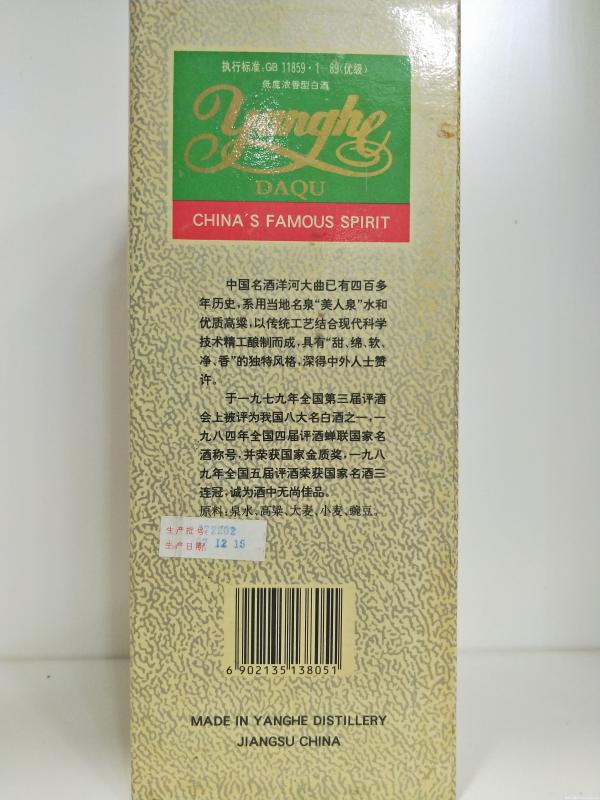 执行标准:GB 11859·1—89(优级)
低度浓香型白酒
Yanghe
DAQU
CHINA'S FAMOUS SPIRIT
中国名酒洋河大曲已有四百多
年历史,系用当地名泉“美人泉”水和
优质高粱,以传统工艺结合现代科学
技术精工酿制而成,具有“甜、绵、软、
净、香”的独特风格,深得中外人士赞
许。
于一九七九年全国第三届评酒
会上被评为我国八大名白酒之一,一
九八四年全国四届评酒蝉联国家名
酒称号,并荣获国家金质奖,一九八
九年全国五届评酒荣获国家名酒三
连冠,诚为酒中无尚佳品。
原料:泉水、高粱、大麦、小麦、豌豆。
生产批号:
生产日期: 12 15
6 902135 138051
MADE IN YANGHE DISTILLERY
JIANGSU CHINA